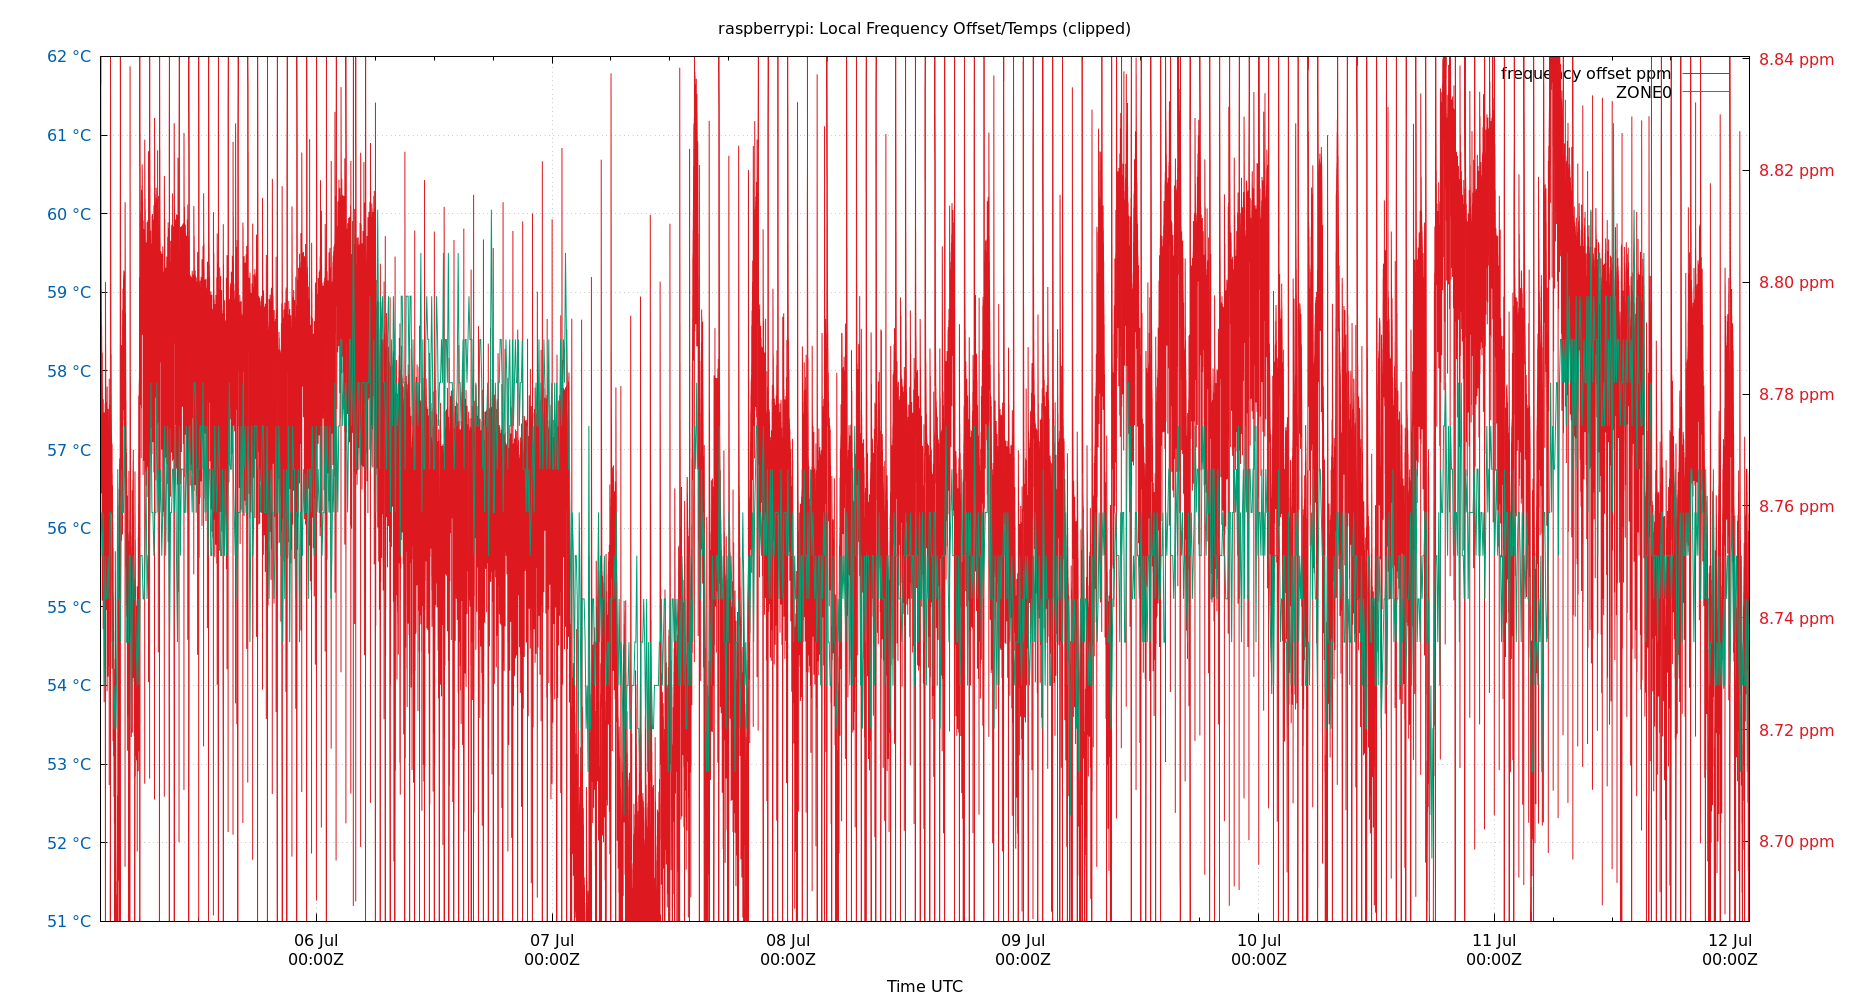 raspberrypi: Local Frequency Offset/Temps (clipped)
62 °C
61 °C
60 °C
59 °C
58 °C
57 °C
56 °C
55 °C
54 °C
53 °C
52 °C
51 °C
8.84 ppm
8.82 ppm
8.80 ppm
8.78 ppm
8.76 ppm
8.74 ppm
8.72 ppm
8.70 ppm
frequency offset ppm
ZONE0
06 Jul
00:00Z
07 Jul
00:00Z
08 Jul
00:00Z
09 Jul
00:00Z
10 Jul
00:00Z
11 Jul
00:00Z
12 Jul
00:00Z
Time UTC